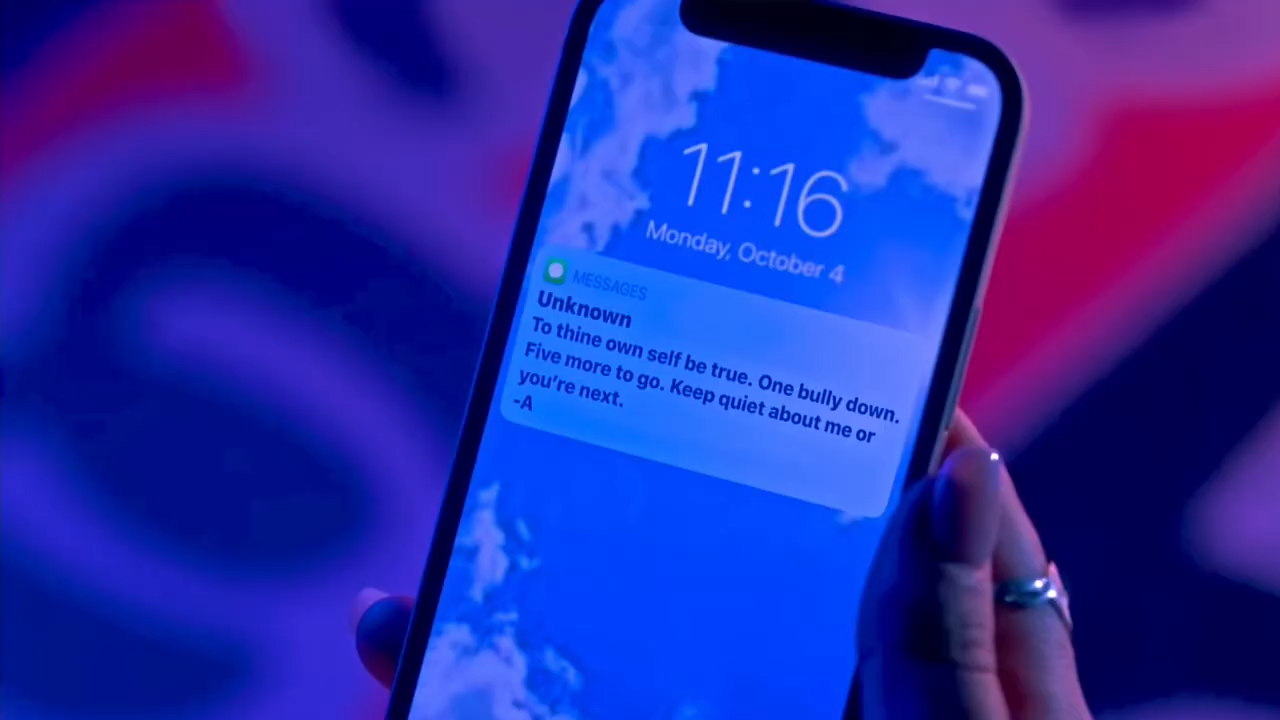 11:16
Monday, October 4
MESSAGES
Unknown
To thine own self be true. One bully down.
Five more to go. Keep quiet about me or
you're next.
-A